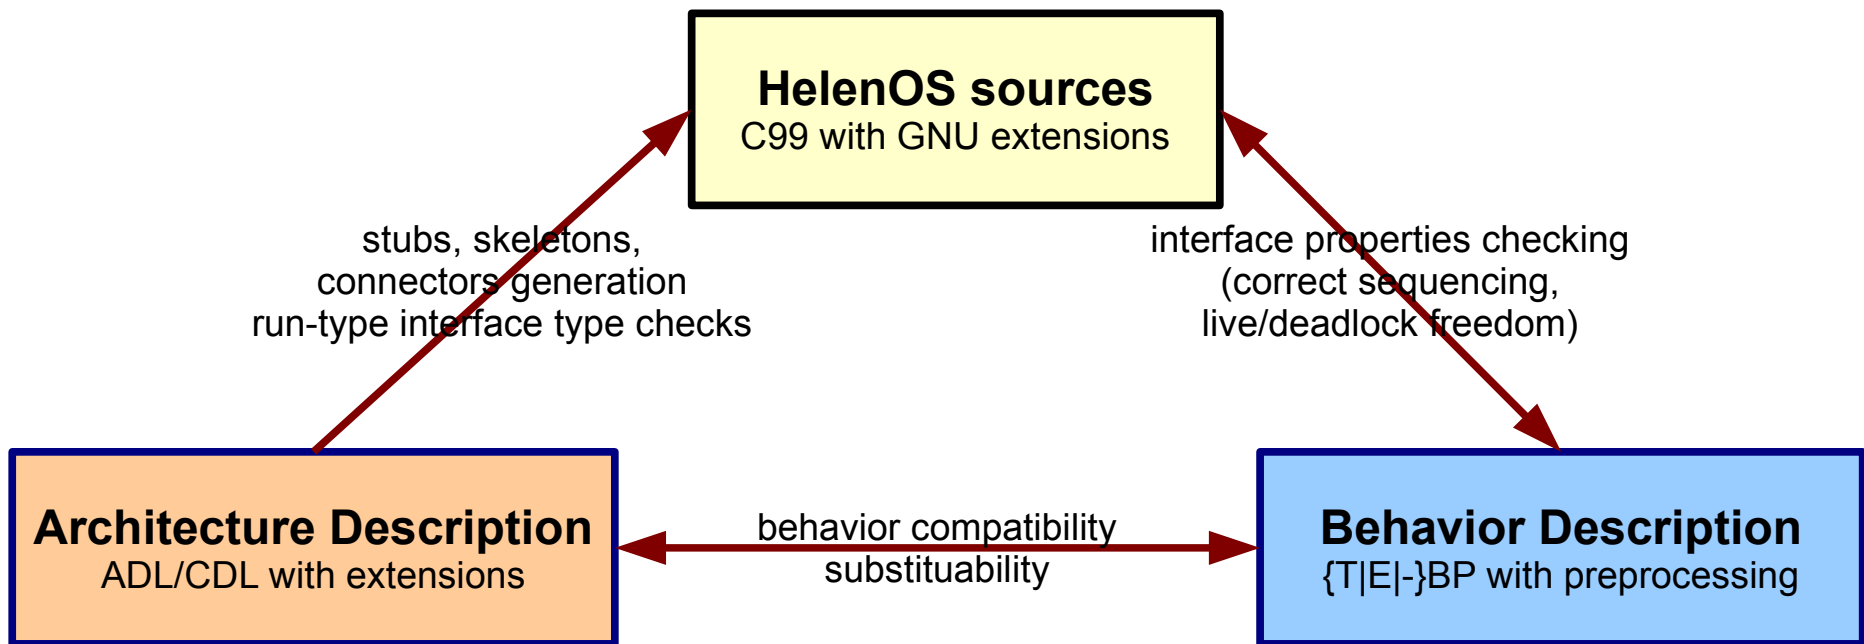 HelenOS sources
C99 with GNU extensions
stubs, skeletons,
connectors generation
run-type interface type checks
interface properties checking
(correct sequencing,
live/deadlock freedom)
Architecture Description
ADL/CDL with extensions
behavior compatibility
substituability
Behavior Description
{T|E|-}BP with preprocessing